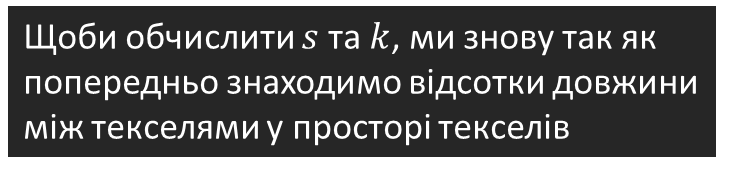 Щоби обчислити s та k, ми знову так як
попередньо знаходимо відсотки довжини
між текселями у просторі текселів